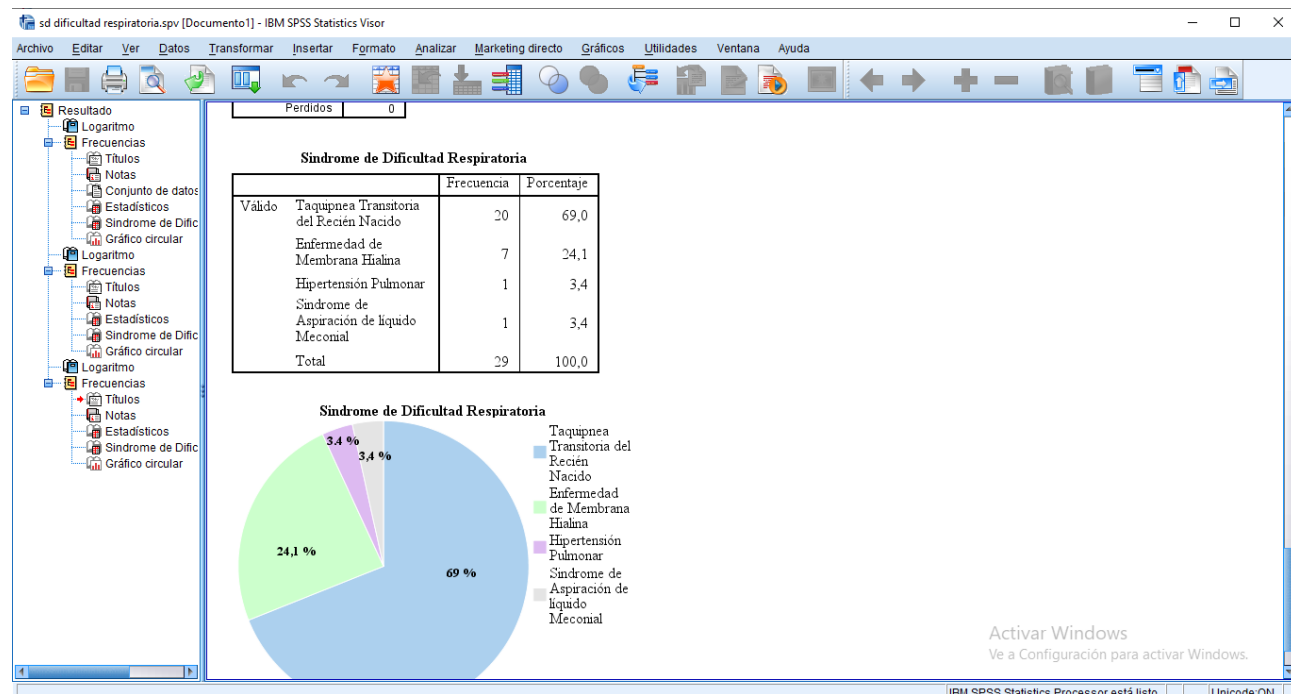 sd dificultad respiratoria.spv [Documento1] - IBM SPSS Statistics Visor
Archivo Editar Ver Datos Transformar Insertar Formato Analizar Marketing directo Gráficos Utilidades Ventana Ayuda
Resultado
Logaritmo
Frecuencias
Títulos
Notas
Conjunto de datos
Estadísticos
Sindrome de Dific
Gráfico circular
Logaritmo
Frecuencias
Títulos
Notas
Estadísticos
Sindrome de Dific
Gráfico circular
Logaritmo
Frecuencias
Títulos
Notas
Estadísticos
Sindrome de Dific
Gráfico circular
Perdidos 0
Sindrome de Dificultad Respiratoria
Frecuencia Porcentaje
Válido Taquipnea Transitoria
del Recién Nacido 20 69,0
Enfermedad de
Membrana Hialina 7 24,1
Hipertensión Pulmonar 1 3,4
Sindrome de
Aspiración de líquido 1 3,4
Meconial
Total 29 100,0
Sindrome de Dificultad Respiratoria
3.4 %
3,4 %
24,1 %
69 %
Taquipnea
Transitoria del
Recién
Nacido
Enfermedad
de Membrana
Hialina
Hipertensión
Pulmonar
Sindrome de
Aspiración de
líquido
Meconial
Activar Windows
Ve a Configuración para activar Windows.
IBM SPSS Statistics Processor está listo Unicode:ON